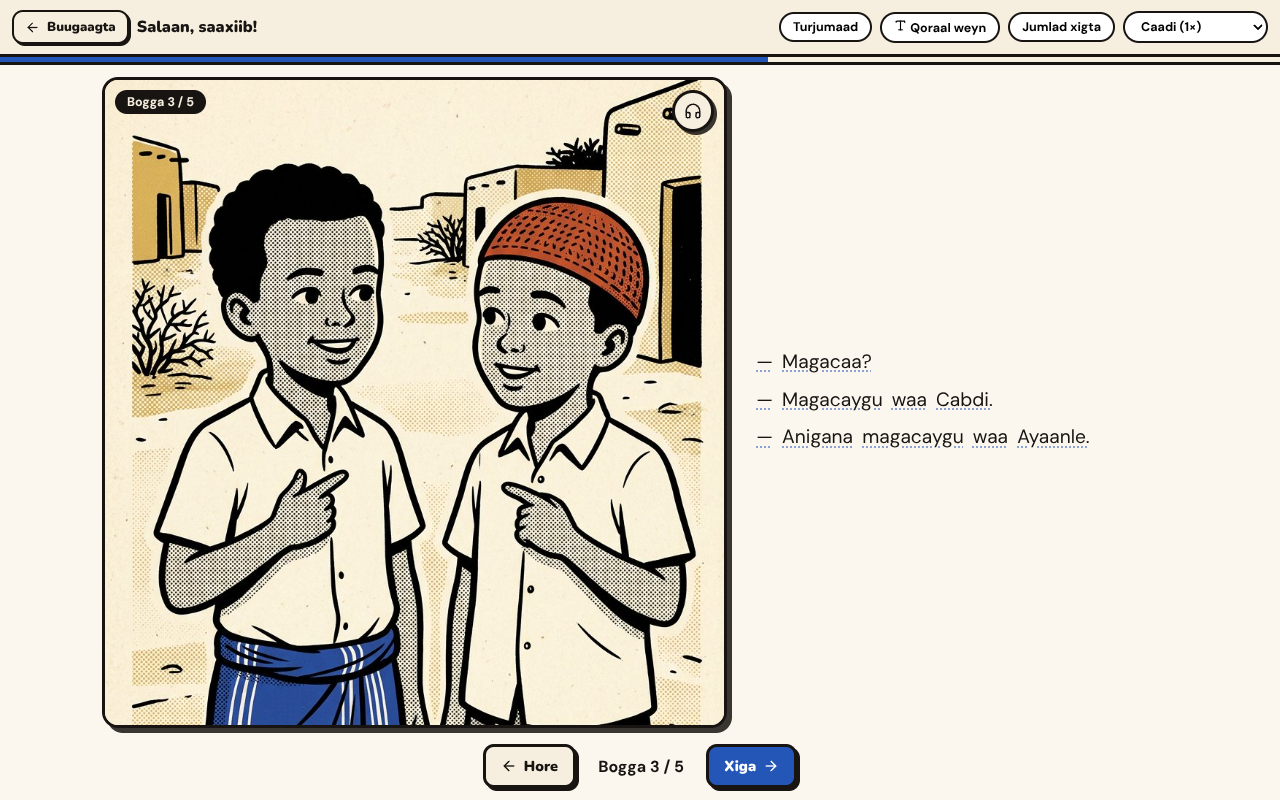 ← Buugaagta
Salaan, saaxiib!
Turjumaad
Qoraal weyn
Jumlad xigta
Caadi (1×)
Bogga 3 / 5
— Magacaa?
— Magacaygu waa Cabdi.
— Anigana magacaygu waa Ayaanle.
← Hore
Bogga 3 / 5
Xiga →